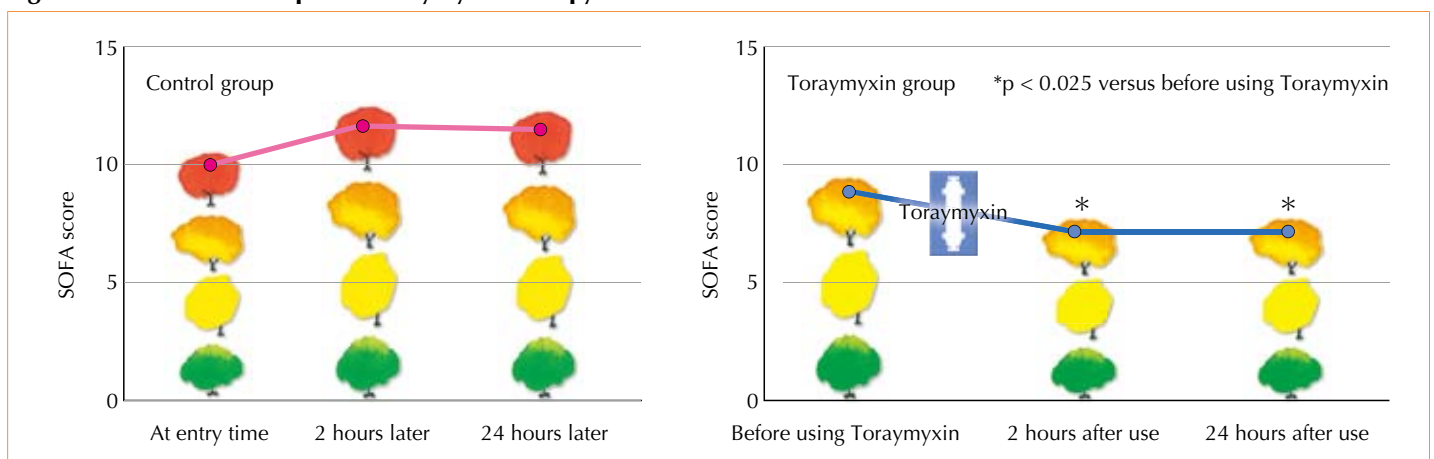 15
10
5
0
SOFA score
Control group
At entry time
2 hours later
24 hours later
15
10
5
0
SOFA score
Toraymyxin group
*p < 0.025 versus before using Toraymyxin
Toraymyxin
*
*
Before using Toraymyxin
2 hours after use
24 hours after use